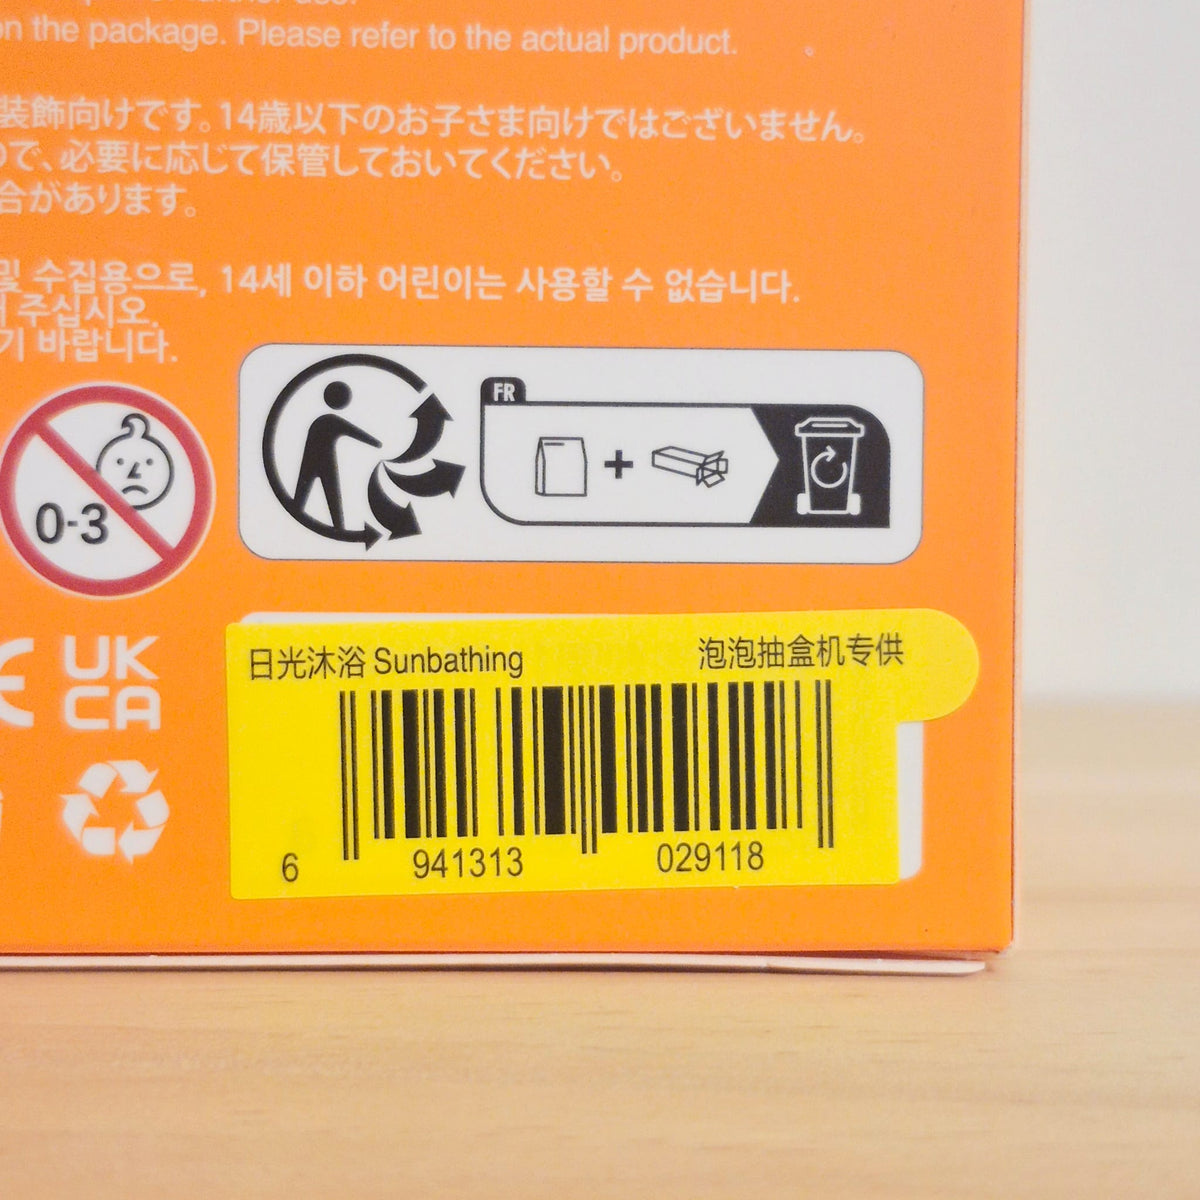 on the package. Please refer to the actual product.
装飾向けです。14歳以下のお子さま向けではございません。
ので、必要に応じて保管しておいてください。
合があります。
및 수집용으로, 14세 이하 어린이는 사용할 수 없습니다.
주십시오.
기 바랍니다.
FR
0-3
UK
CA
日光沐浴 Sunbathing
泡泡抽盒机专供
6 941313 029118